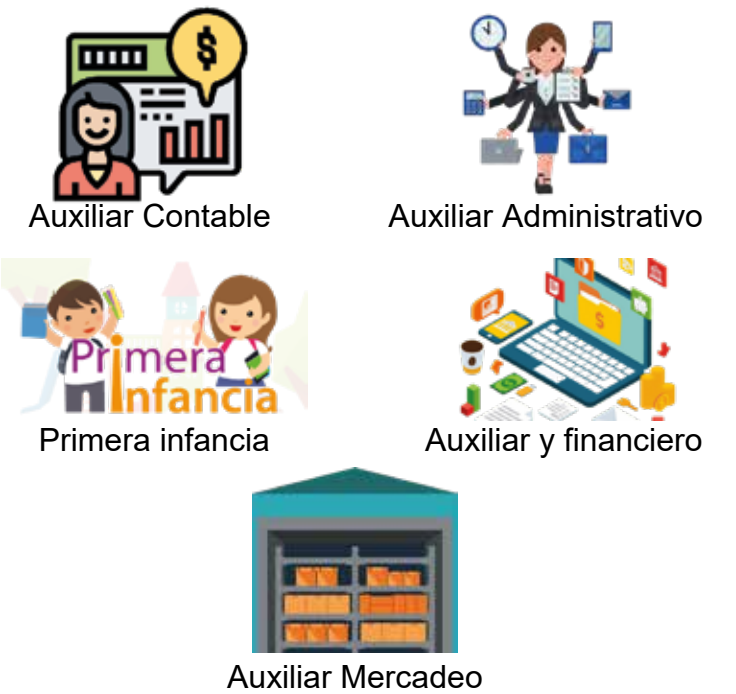 $
Auxiliar Contable
Auxiliar Administrativo
Primera
infancia
$
Primera infancia
Auxiliar y financiero
Auxiliar Mercadeo